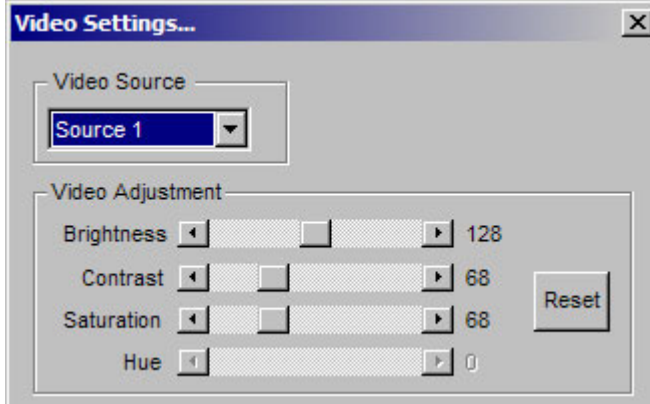 Video Settings...
Video Source
Source 1
Video Adjustment
Brightness 128
Contrast 68
Saturation 68
Reset
Hue 0